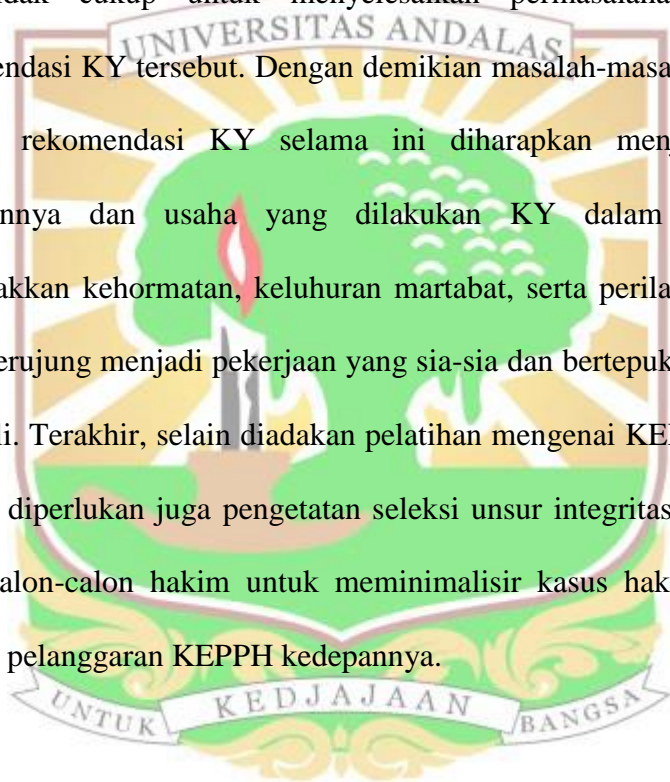 idak cukup untuk menyelesaikan permasalaha
UNIVERSITAS ANDALAS
endasi KY tersebut. Dengan demikian masalah-masa
rekomendasi KY selama ini diharapkan men
nnya dan usaha yang dilakukan KY dalam
akkan kehormatan, keluhuran martabat, serta perila
erujung menjadi pekerjaan yang sia-sia dan bertepuk
li. Terakhir, selain diadakan pelatihan mengenai KE
diperlukan juga pengetatan seleksi unsur integritas
alon-calon hakim untuk meminimalisir kasus hak
pelanggaran KEPPH kedepannya.
UNTUK KEDJAJAAN BANGSA